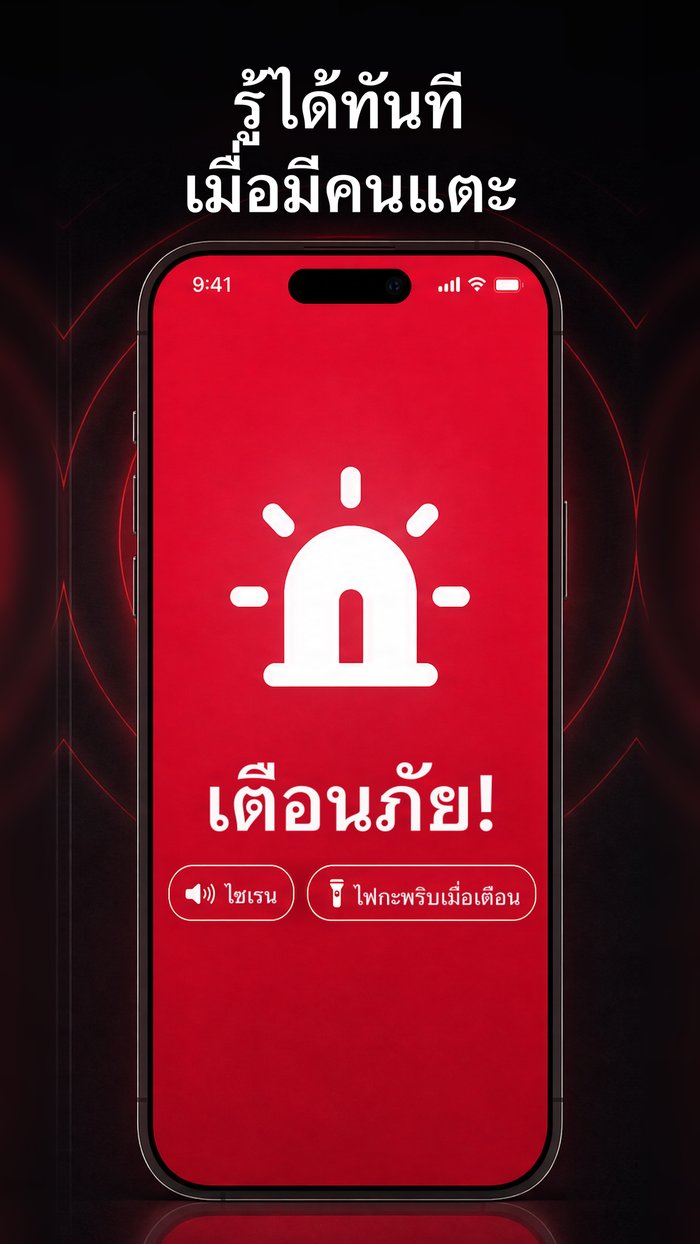 รู้ได้ทันที
เมื่อมีคนแตะ
9:41
เตือนภัย!
ไซเรน
ไฟกะพริบเมื่อเตือน